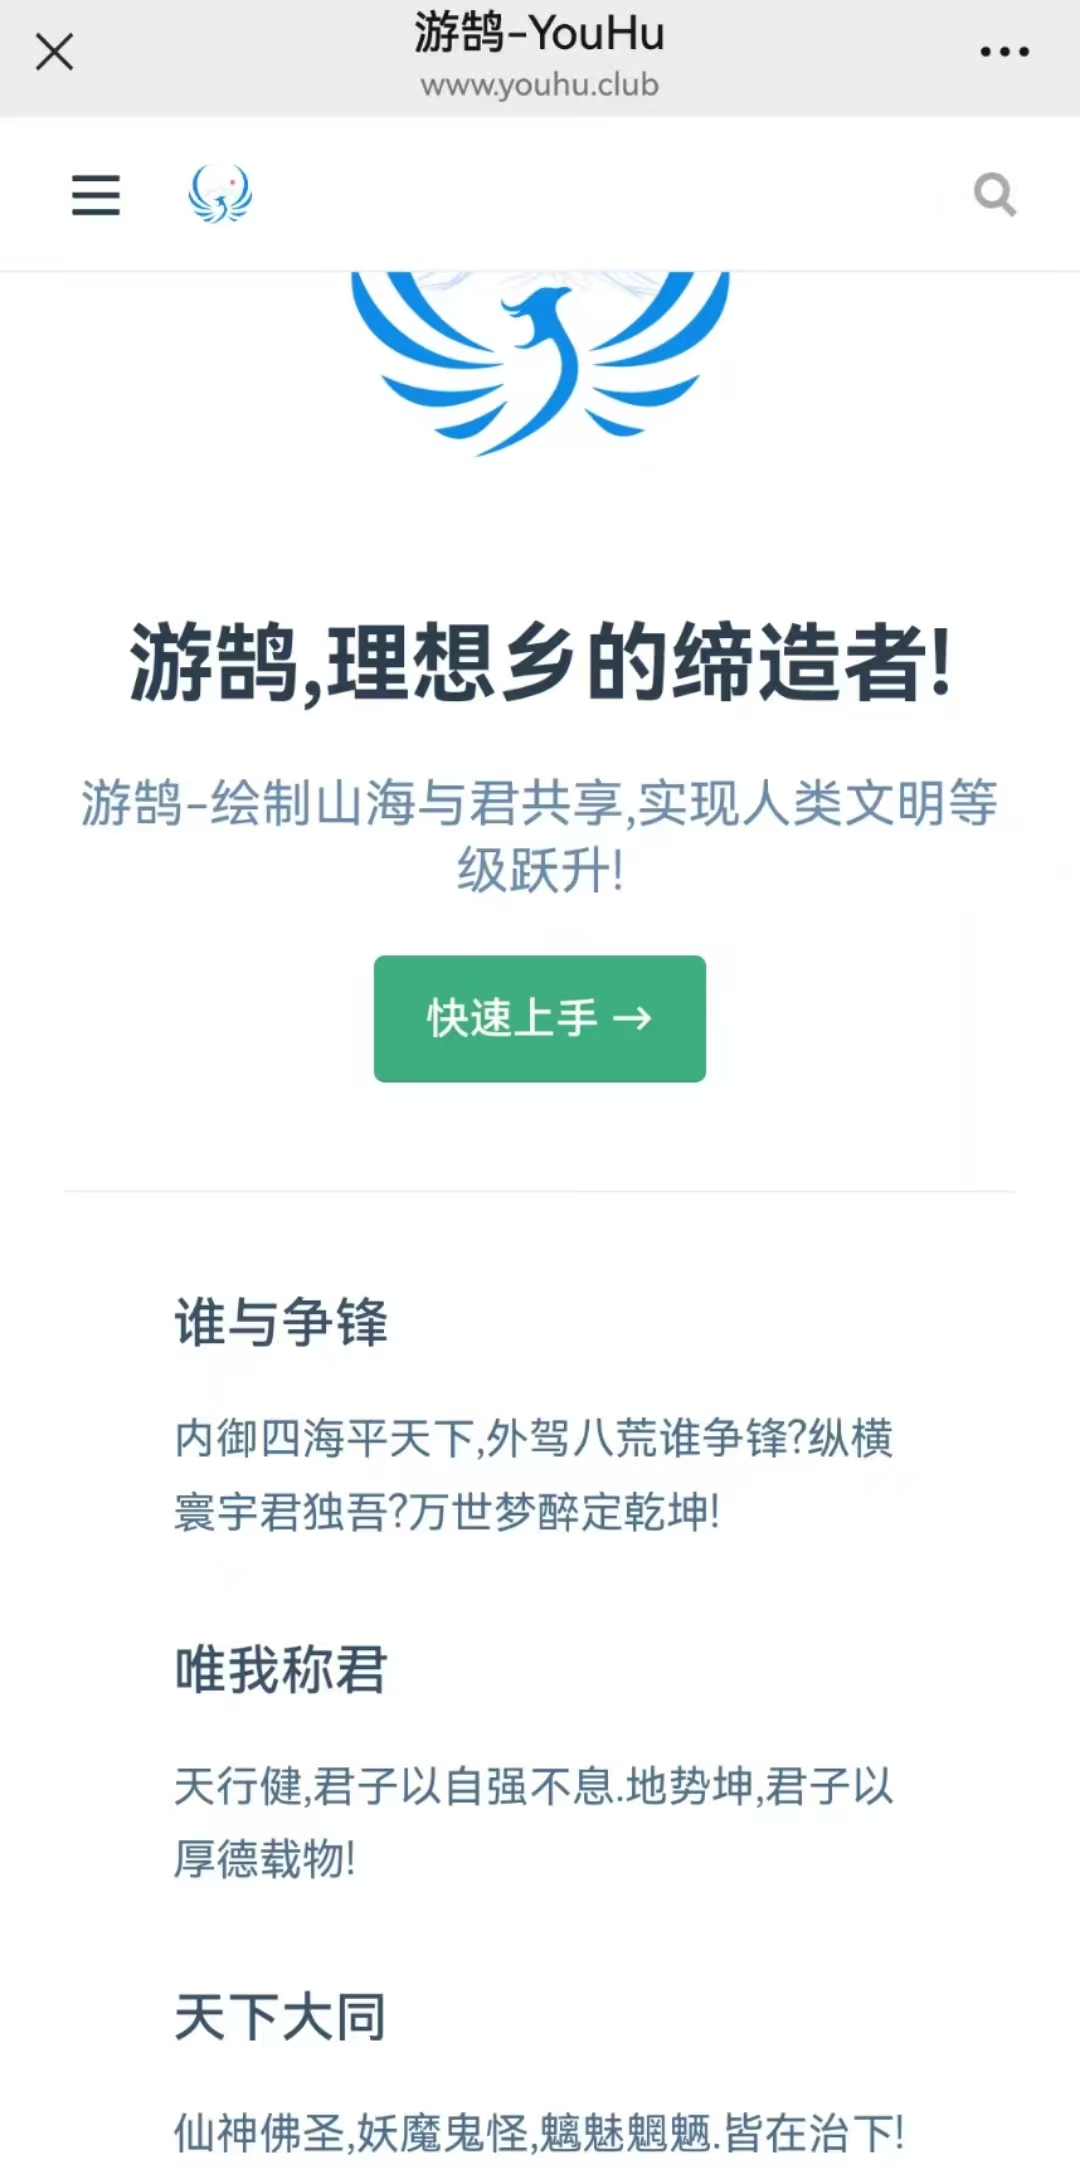 游鹄-YouHu
www.youhu.club
游鹄,理想乡的缔造者!
游鹄-绘制山海与君共享,实现人类文明等
级跃升!
快速上手 →
谁与争锋
内御四海平天下,外驾八荒谁争锋?纵横
寰宇君独吾?万世梦醉定乾坤!
唯我称君
天行健,君子以自强不息.地势坤,君子以
厚德载物!
天下大同
仙神佛圣,妖魔鬼怪,魑魅魍魉.皆在治下!